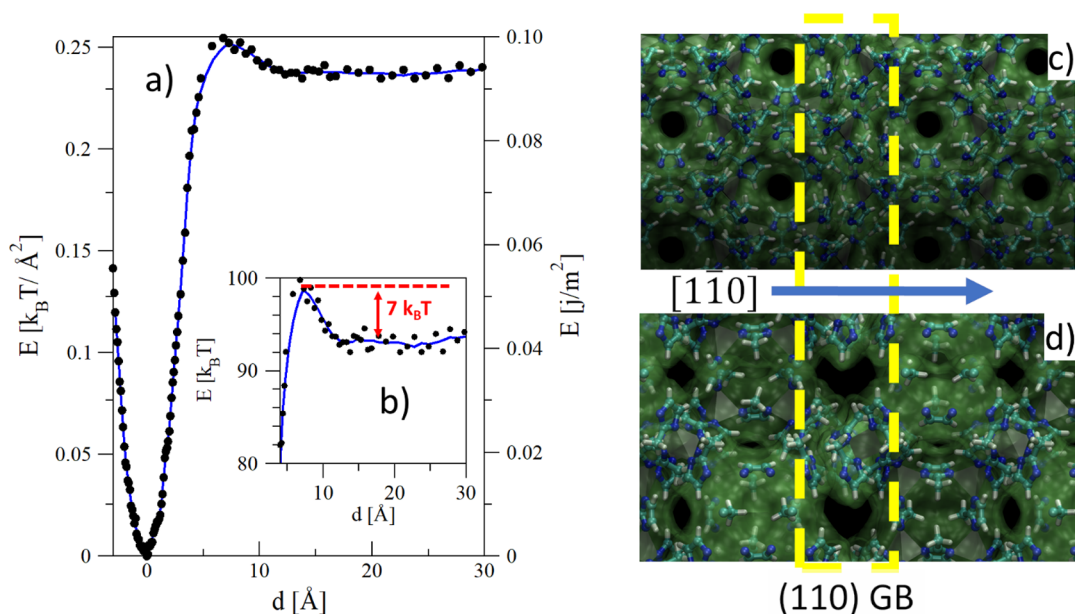 a)
E [k_BT/ Å²]
0.25
0.2
0.15
0.1
0.05
0
0 10 20 30
d [Å]
0.10
0.08
0.06
0.04
0.02
0
E [j/m²]
b)
E [k_BT]
100
90
80
10 20 30
d [Å]
7 k_BT
c)
[11̄0]
d)
(110) GB